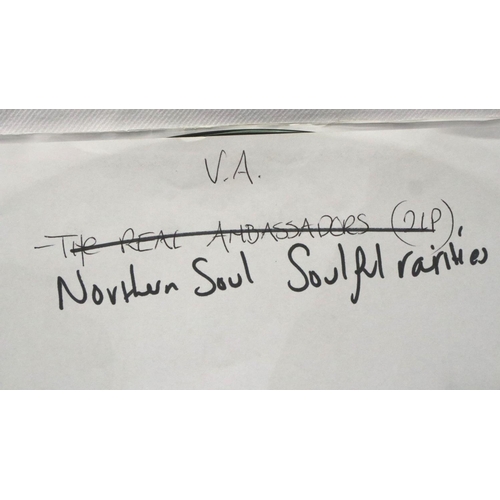 V.A.
- THE REAL AMBASSADORS (2LP).
Northern Soul Soulful rarities